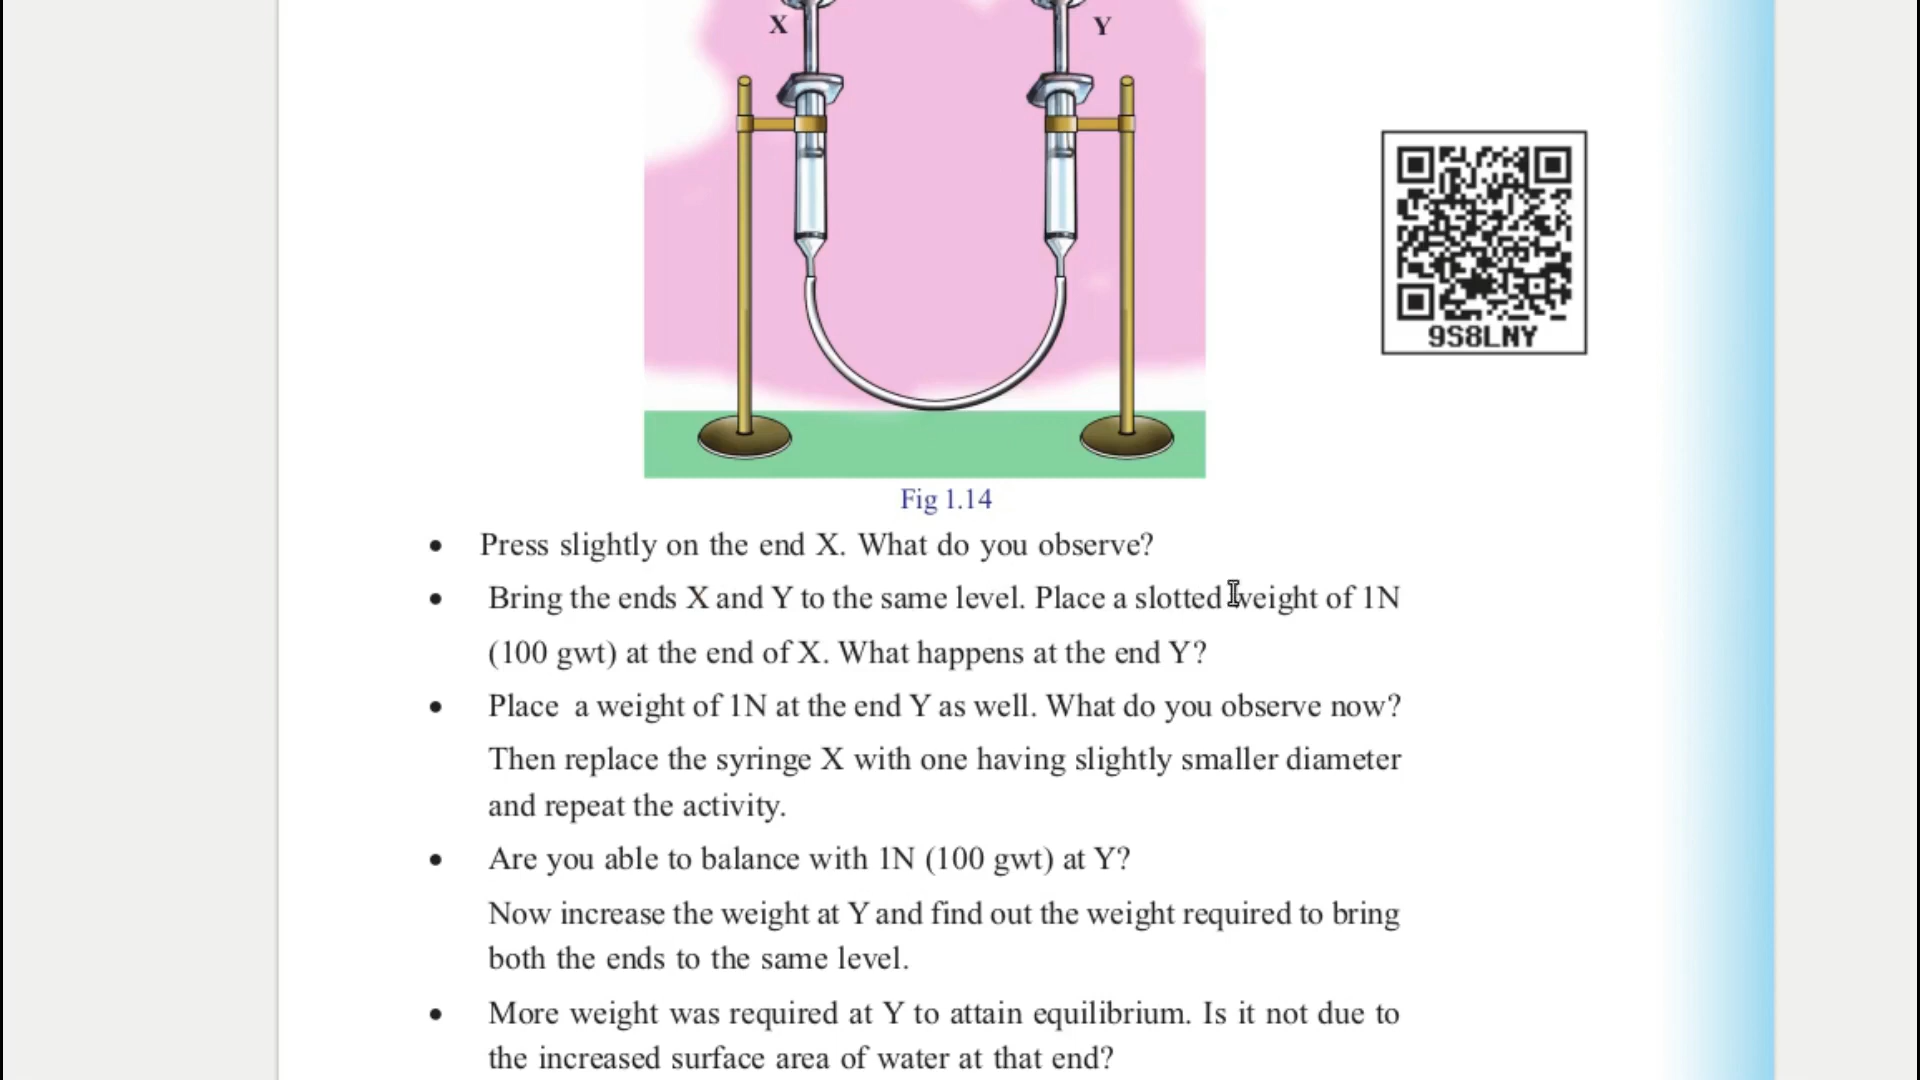 X
Y
9S8LNY
Fig 1.14
• Press slightly on the end X. What do you observe?
• Bring the ends X and Y to the same level. Place a slotted weight of 1N
(100 gwt) at the end of X. What happens at the end Y?
• Place a weight of 1N at the end Y as well. What do you observe now?
Then replace the syringe X with one having slightly smaller diameter
and repeat the activity.
• Are you able to balance with 1N (100 gwt) at Y?
Now increase the weight at Y and find out the weight required to bring
both the ends to the same level.
• More weight was required at Y to attain equilibrium. Is it not due to
the increased surface area of water at that end?